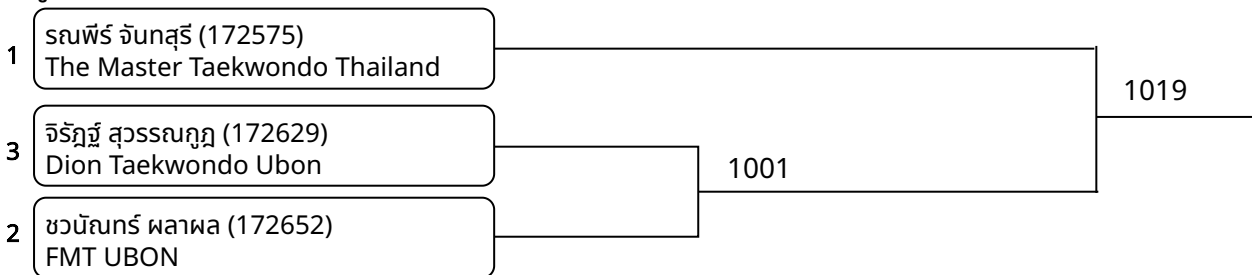 1
รณพีร์ จันทสุรี (172575)
The Master Taekwondo Thailand
1019
3
จิรัฎฐ์ สุวรรณกูฎ (172629)
Dion Taekwondo Ubon
1001
2
ชวนัณทร์ ผลาผล (172652)
FMT UBON